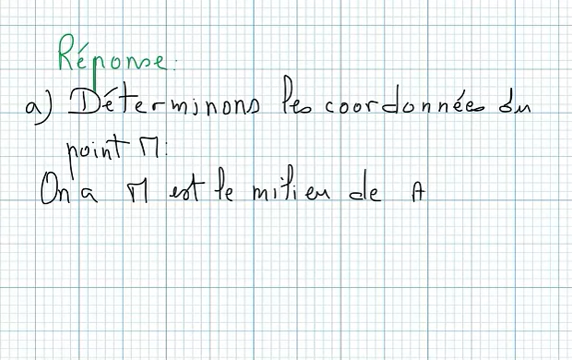 Réponse:
a) Déterminons les coordonnées du
point M:
On a M est le milieu de A